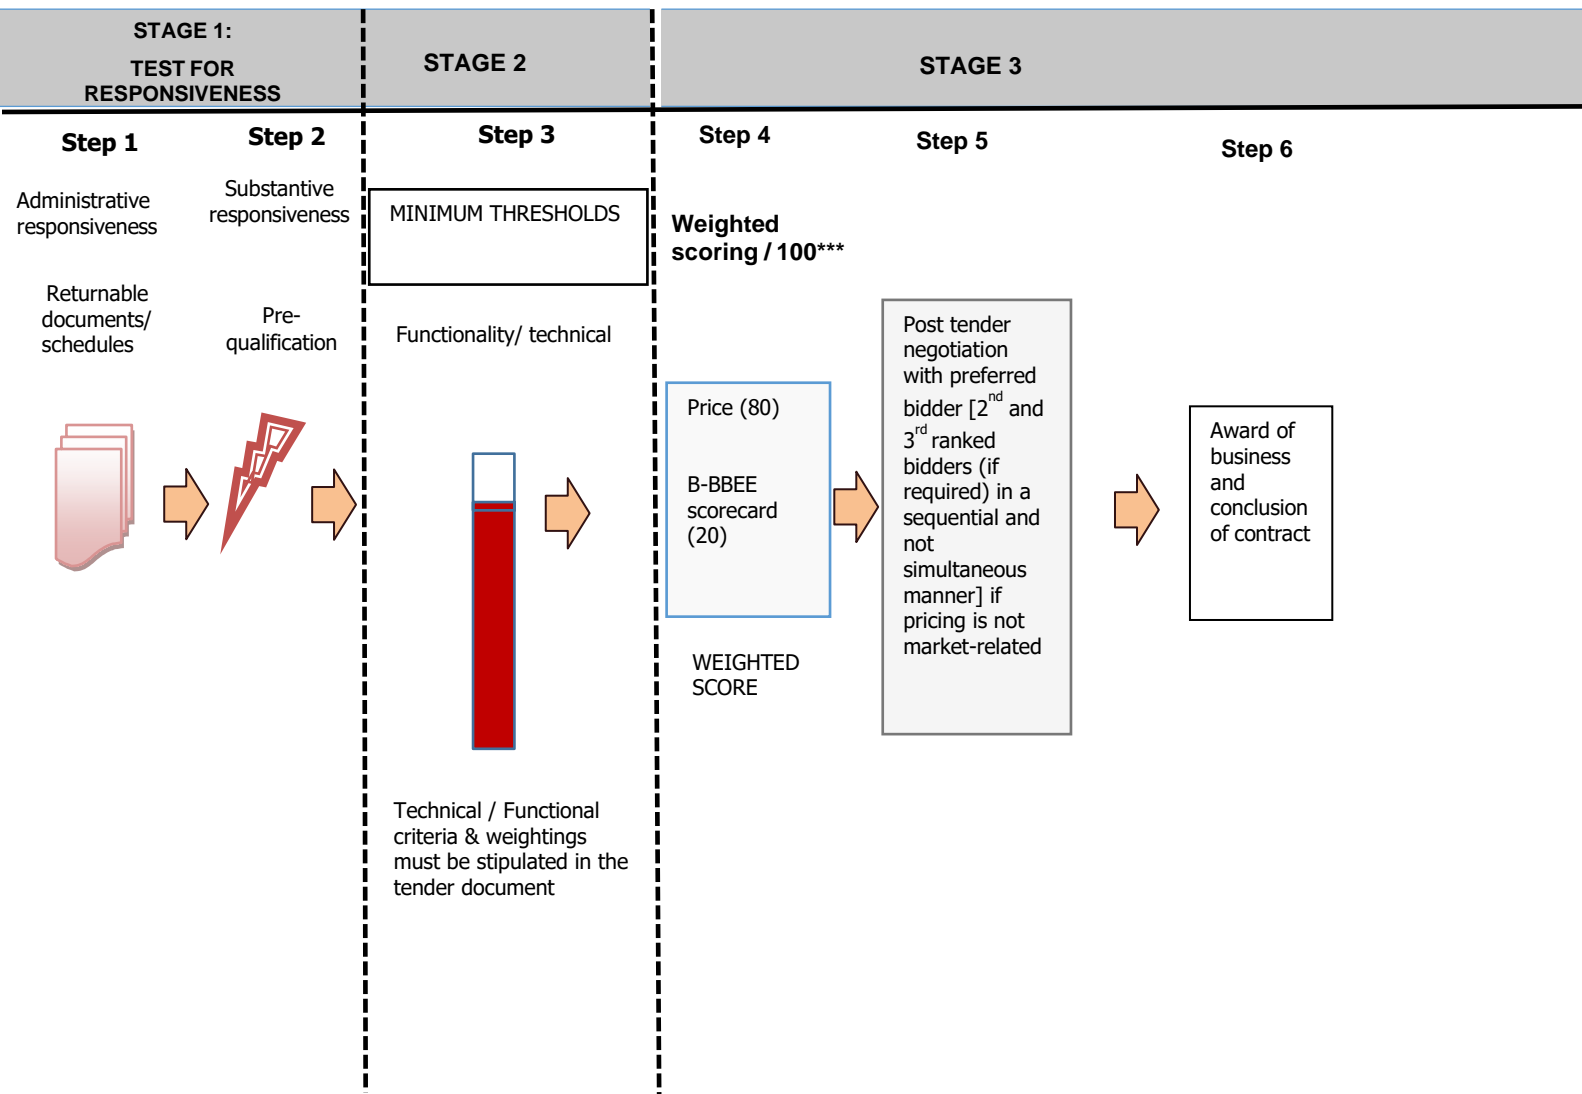 STAGE 1:
TEST FOR
RESPONSIVENESS
STAGE 2
STAGE 3
Step 1
Step 2
Step 3
Step 4
Step 5
Step 6
Administrative
responsiveness
Returnable
documents/
schedules
Substantive
responsiveness
Pre-
qualification
MINIMUM THRESHOLDS
Functionality/ technical
Technical / Functional
criteria & weightings
must be stipulated in the
tender document
Weighted
scoring / 100***
Price (80)
B-BBEE
scorecard
(20)
WEIGHTED
SCORE
Post tender
negotiation
with preferred
bidder [2nd and
3rd ranked
bidders (if
required) in a
sequential and
not
simultaneous
manner] if
pricing is not
market-related
Award of
business
and
conclusion
of contract